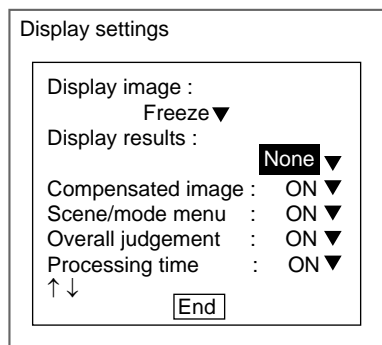 Display settings
Display image :
Freeze▼
Display results :
None ▼
Compensated image : ON ▼
Scene/mode menu : ON ▼
Overall judgement : ON ▼
Processing time : ON ▼
↑↓
End